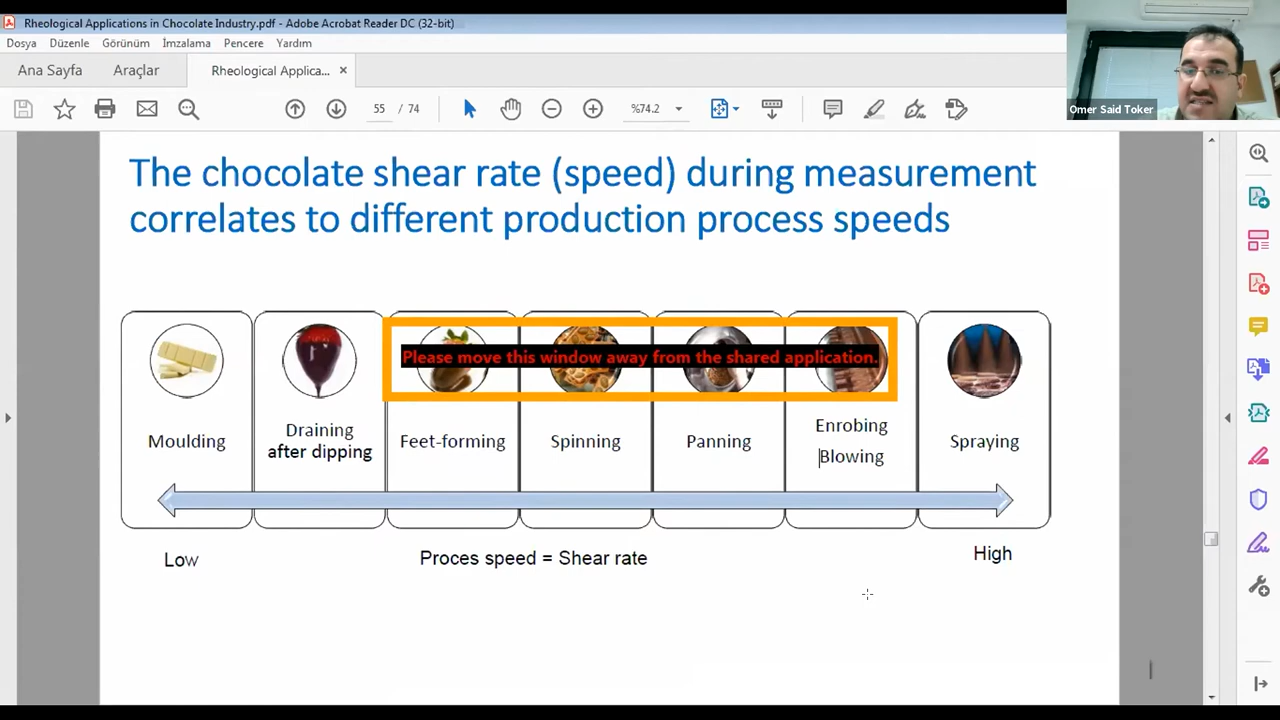 Rheological Applications in Chocolate Industry.pdf - Adobe Acrobat Reader DC (32-bit)
Dosya Düzenle Görünüm İmzalama Pencere Yardım
Ana Sayfa Araçlar Rheological Applica... ×
55 / 74 %74.2
Omer Said Toker
The chocolate shear rate (speed) during measurement
correlates to different production process speeds
Please move this window away from the shared application.
Moulding
Draining
after dipping
Feet-forming
Spinning
Panning
Enrobing
Blowing
Spraying
Low
Proces speed = Shear rate
High